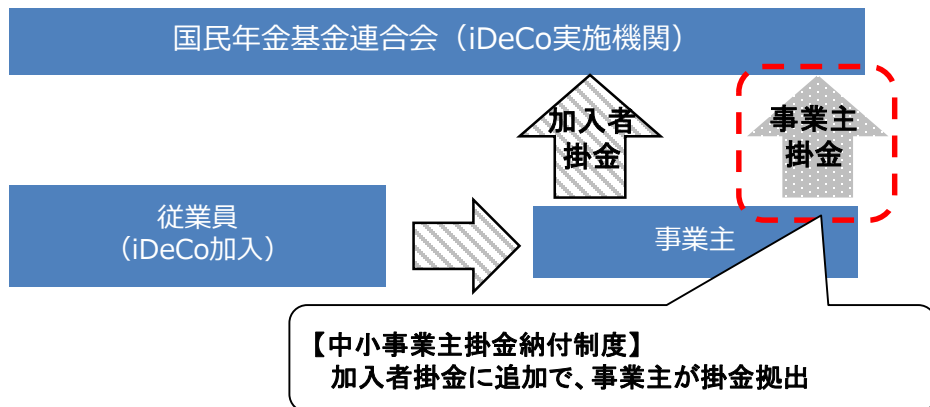 国民年金基金連合会（iDeCo実施機関）
加入者
掛金
事業主
掛金
従業員
（iDeCo加入）
事業主
【中小事業主掛金納付制度】
加入者掛金に追加で、事業主が掛金拠出